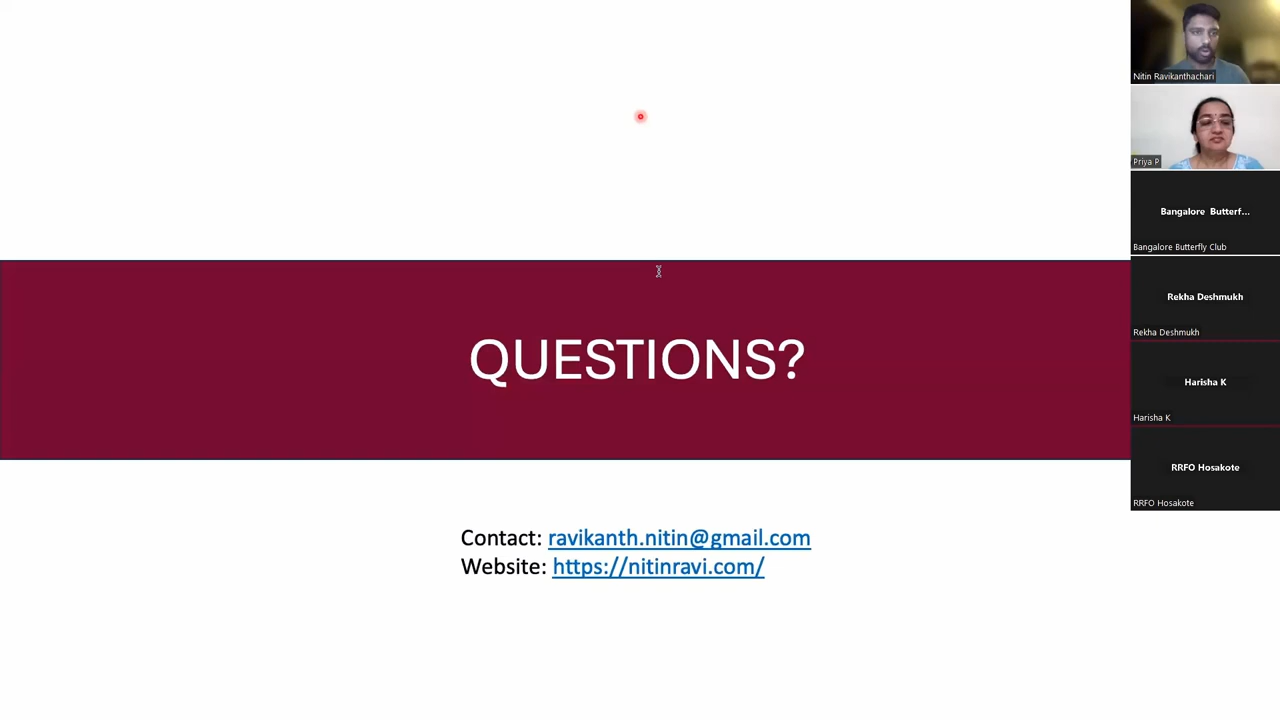 QUESTIONS?
Contact: ravikanth.nitin@gmail.com
Website: https://nitinravi.com/
Nitin Ravikanthachari
Priya P
Bangalore Butterf...
Bangalore Butterfly Club
Rekha Deshmukh
Rekha Deshmukh
Harisha K
Harisha K
RRFO Hosakote
RRFO Hosakote